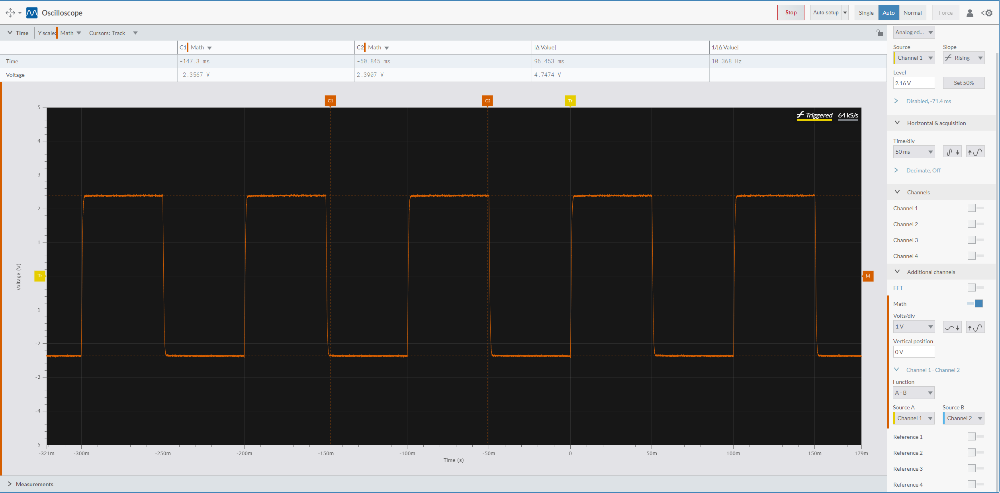 Oscilloscope
Stop
Auto setup
Single
Auto
Normal
Force
Time
Y scale: Math
Cursors: Track
C1 Math
C2 Math
|Δ Value|
1/|Δ Value|
Time
-147.3 ms
-50.845 ms
96.453 ms
10.368 Hz
Voltage
-2.3567 V
2.3907 V
4.7474 V
C1
C2
Tr
Triggered
64 kS/s
5
4
3
2
1
-1
-2
-3
-4
-5
Voltage (V)
Tr
M
-321m
-300m
-250m
-200m
-150m
-100m
-50m
0
50m
100m
150m
179m
Time (s)
Measurements
Analog ed...
Source
Slope
Channel 1
Rising
Level
2.16 V
Set 50%
Disabled, -71.4 ms
Horizontal & acquisition
Time/div
50 ms
Decimate, Off
Channels
Channel 1
Channel 2
Channel 3
Channel 4
Additional channels
FFT
Math
Volts/div
1 V
Vertical position
0 V
Channel 1 - Channel 2
Function
A - B
Source A
Source B
Channel 1
Channel 2
Reference 1
Reference 2
Reference 3
Reference 4